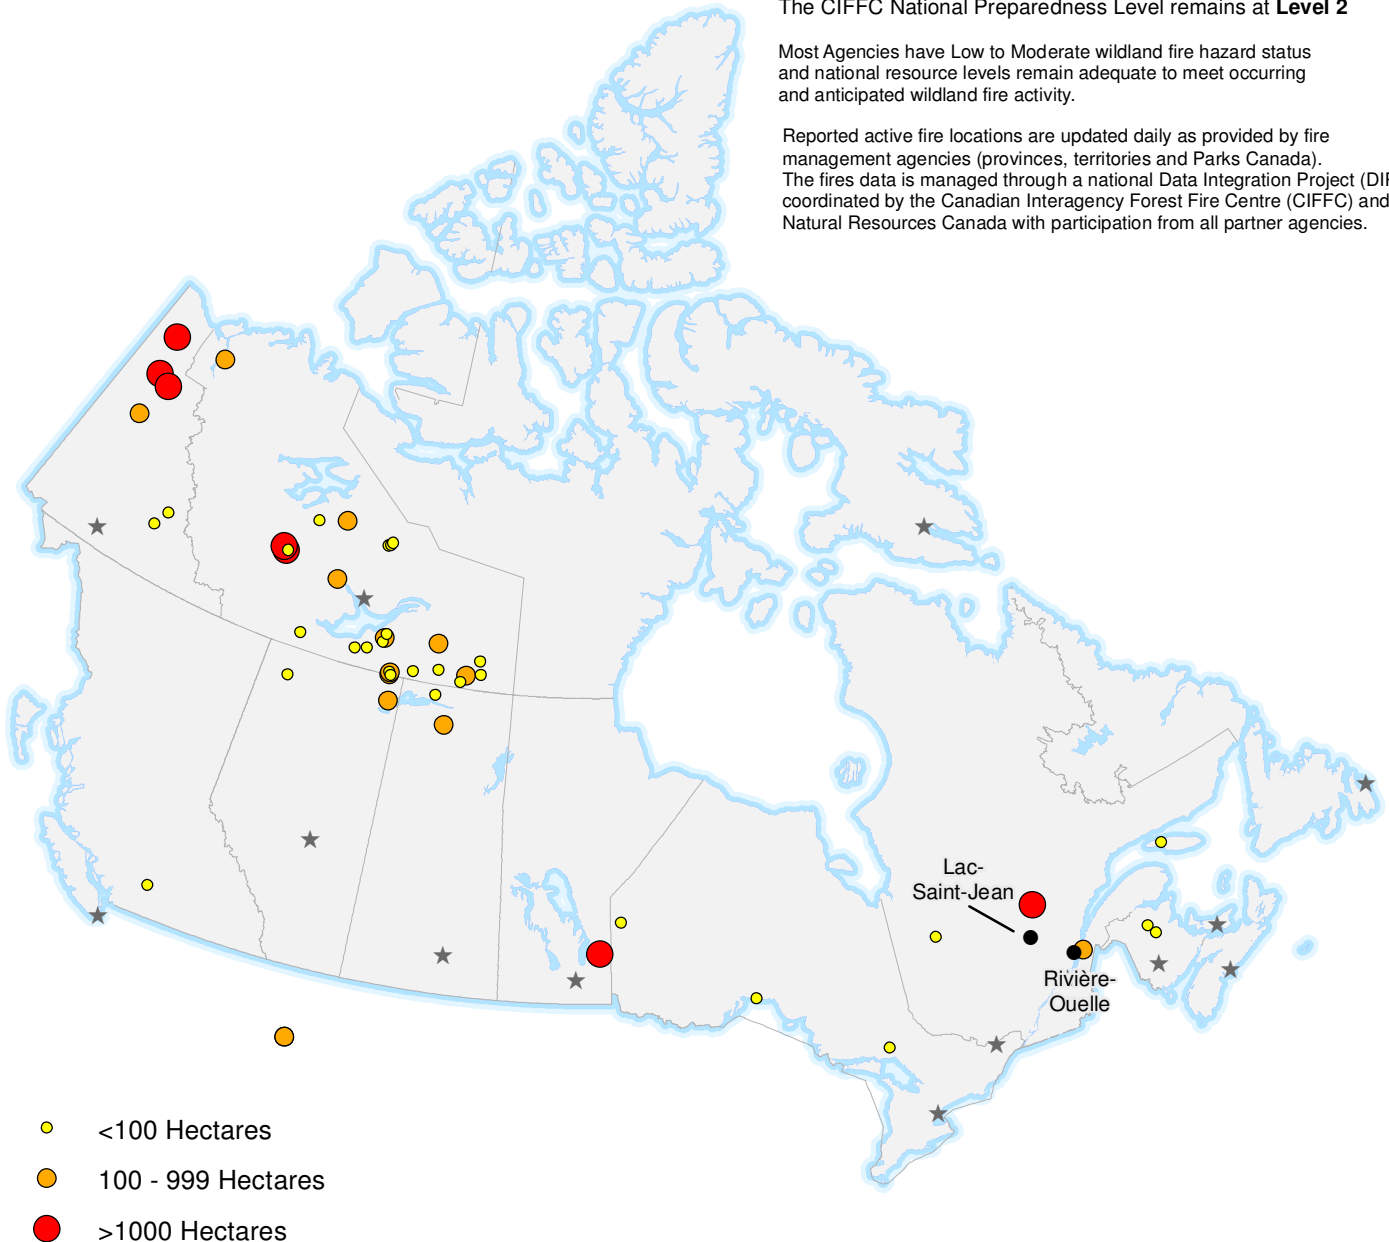 The CIFFC National Preparedness Level remains at Level 2
Most Agencies have Low to Moderate wildland fire hazard status
and national resource levels remain adequate to meet occurring
and anticipated wildland fire activity.
Reported active fire locations are updated daily as provided by fire
management agencies (provinces, territories and Parks Canada).
The fires data is managed through a national Data Integration Project (DIF
coordinated by the Canadian Interagency Forest Fire Centre (CIFFC) and
Natural Resources Canada with participation from all partner agencies.
Lac-
Saint-Jean
Rivière-
Ouelle
<100 Hectares
100 - 999 Hectares
>1000 Hectares